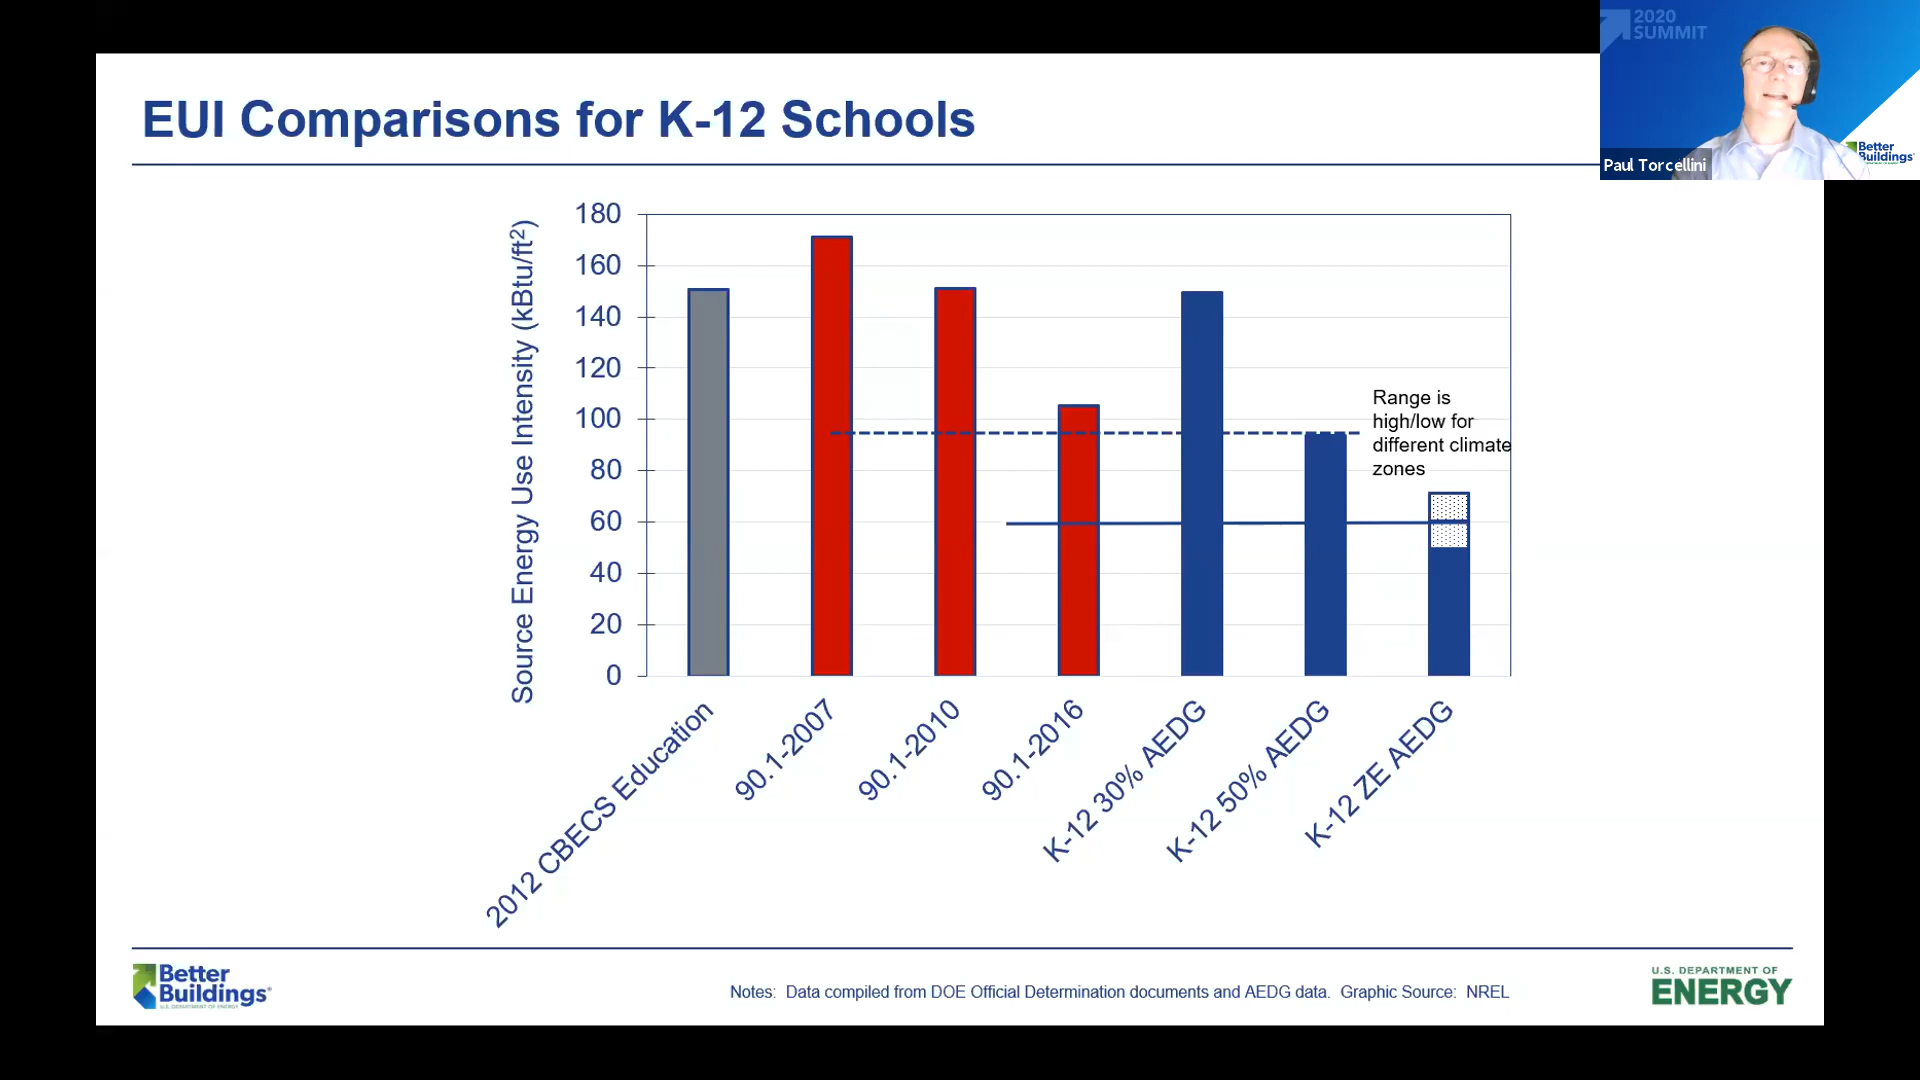 2020
SUMMIT
Better
Buildings
Paul Torcellini
EUI Comparisons for K-12 Schools
Source Energy Use Intensity (kBtu/ft²)
180
160
140
120
100
80
60
40
20
0
Range is
high/low for
different climate
zones
2012 CBECS Education
90.1-2007
90.1-2010
90.1-2016
K-12 30% AEDG
K-12 50% AEDG
K-12 ZE AEDG
Better
Buildings®
U.S. DEPARTMENT OF ENERGY
Notes: Data compiled from DOE Official Determination documents and AEDG data. Graphic Source: NREL
U.S. DEPARTMENT OF
ENERGY